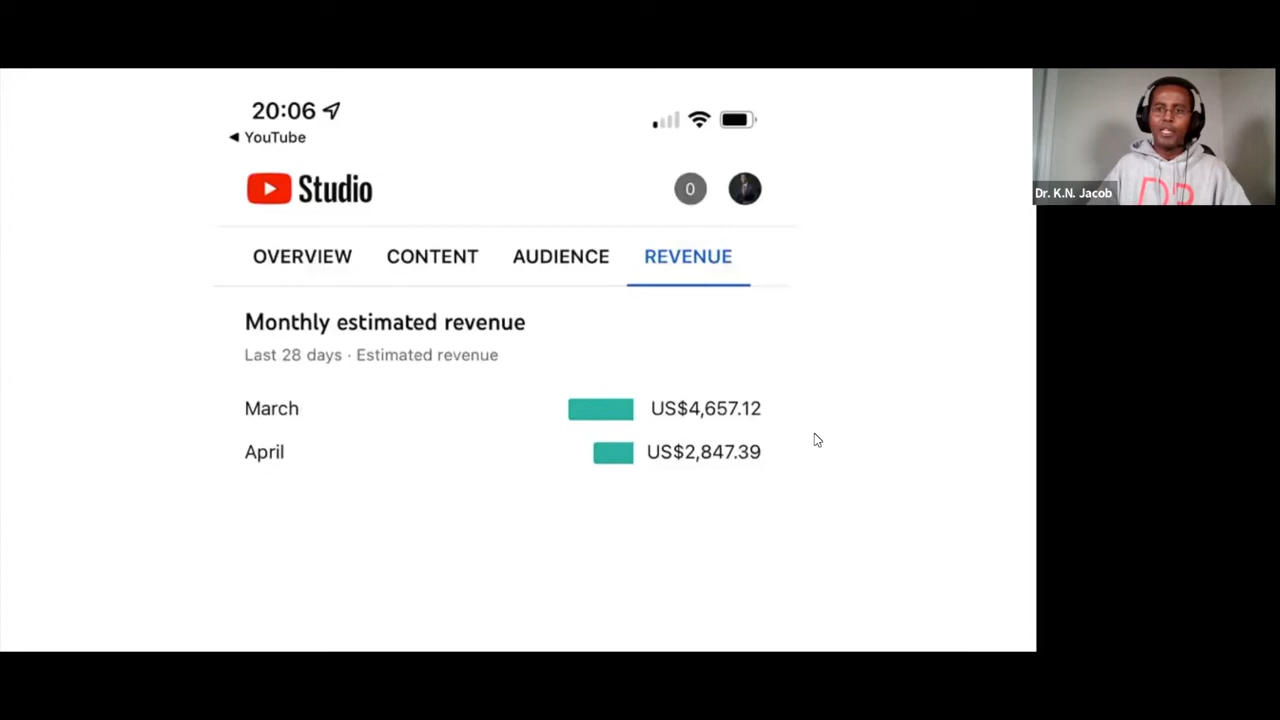 20:06
◀ YouTube
Studio
0
OVERVIEW CONTENT AUDIENCE REVENUE
Monthly estimated revenue
Last 28 days · Estimated revenue
March US$4,657.12
April US$2,847.39
Dr. K.N. Jacob